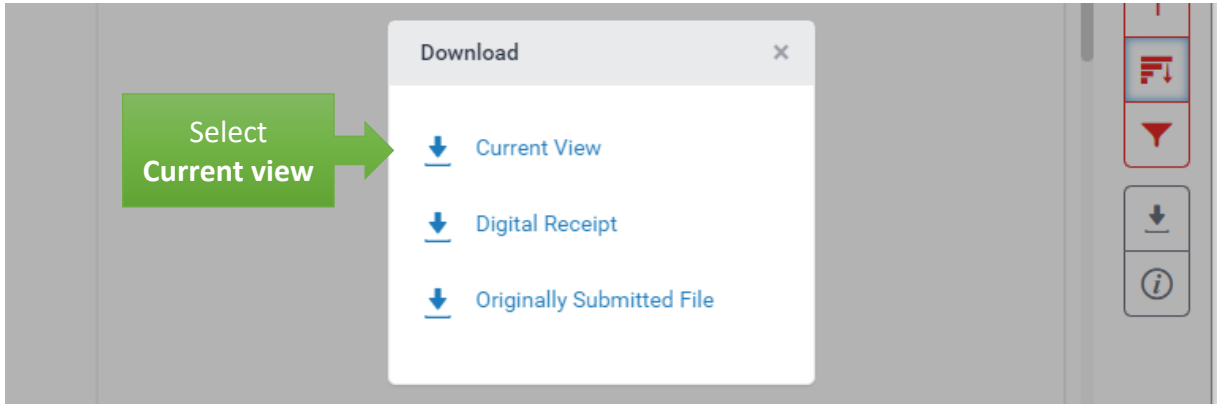 Download ×
Select
Current view
Current View
Digital Receipt
Originally Submitted File
i